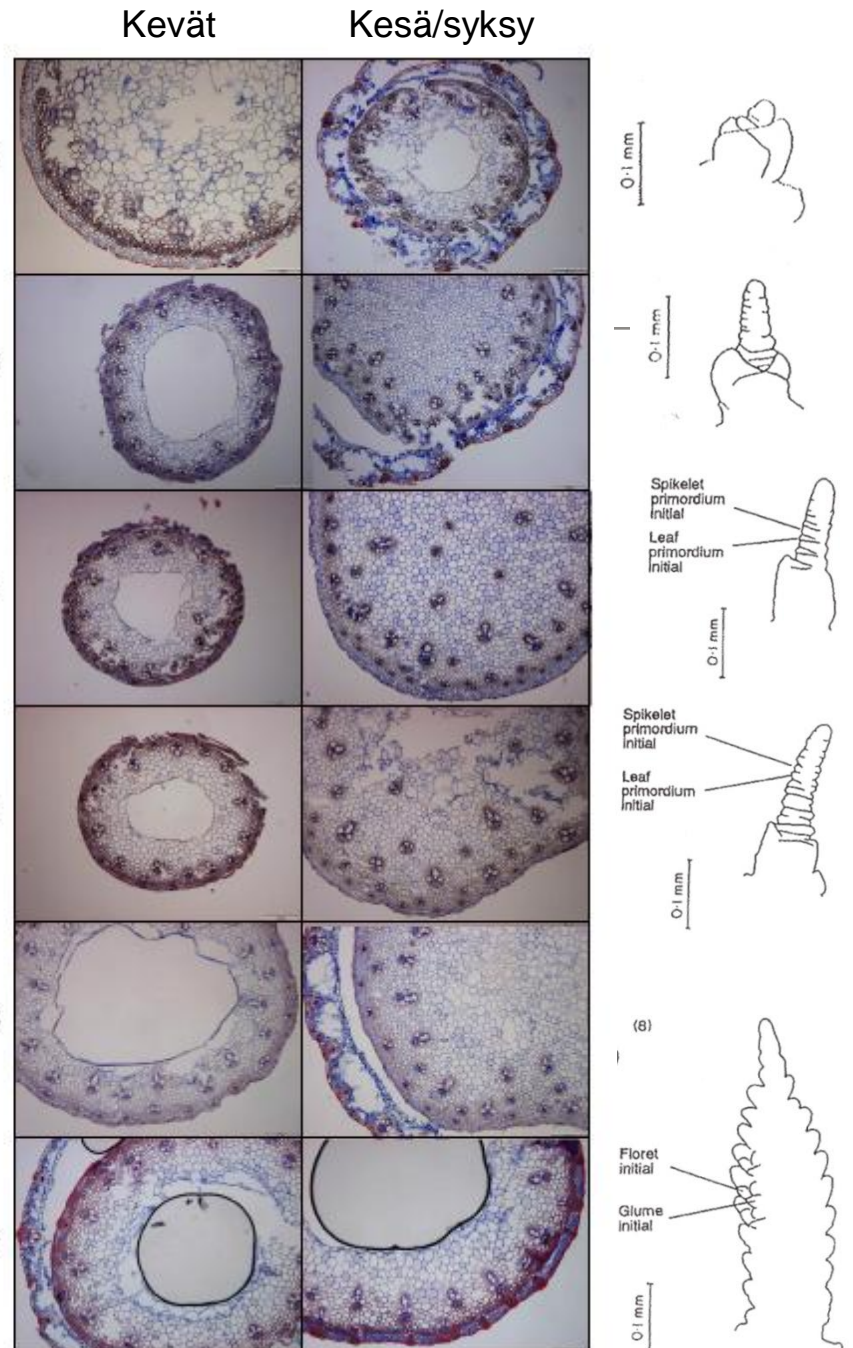 Kevät Kesä/syksy
0·1 mm
0·1 mm
Spikelet
primordium
initial
Leaf
primordium
initial
0·1 mm
Spikelet
primordium
initial
Leaf
primordium
initial
0·1 mm
(8)
Floret
initial
Glume
initial
0·1 mm